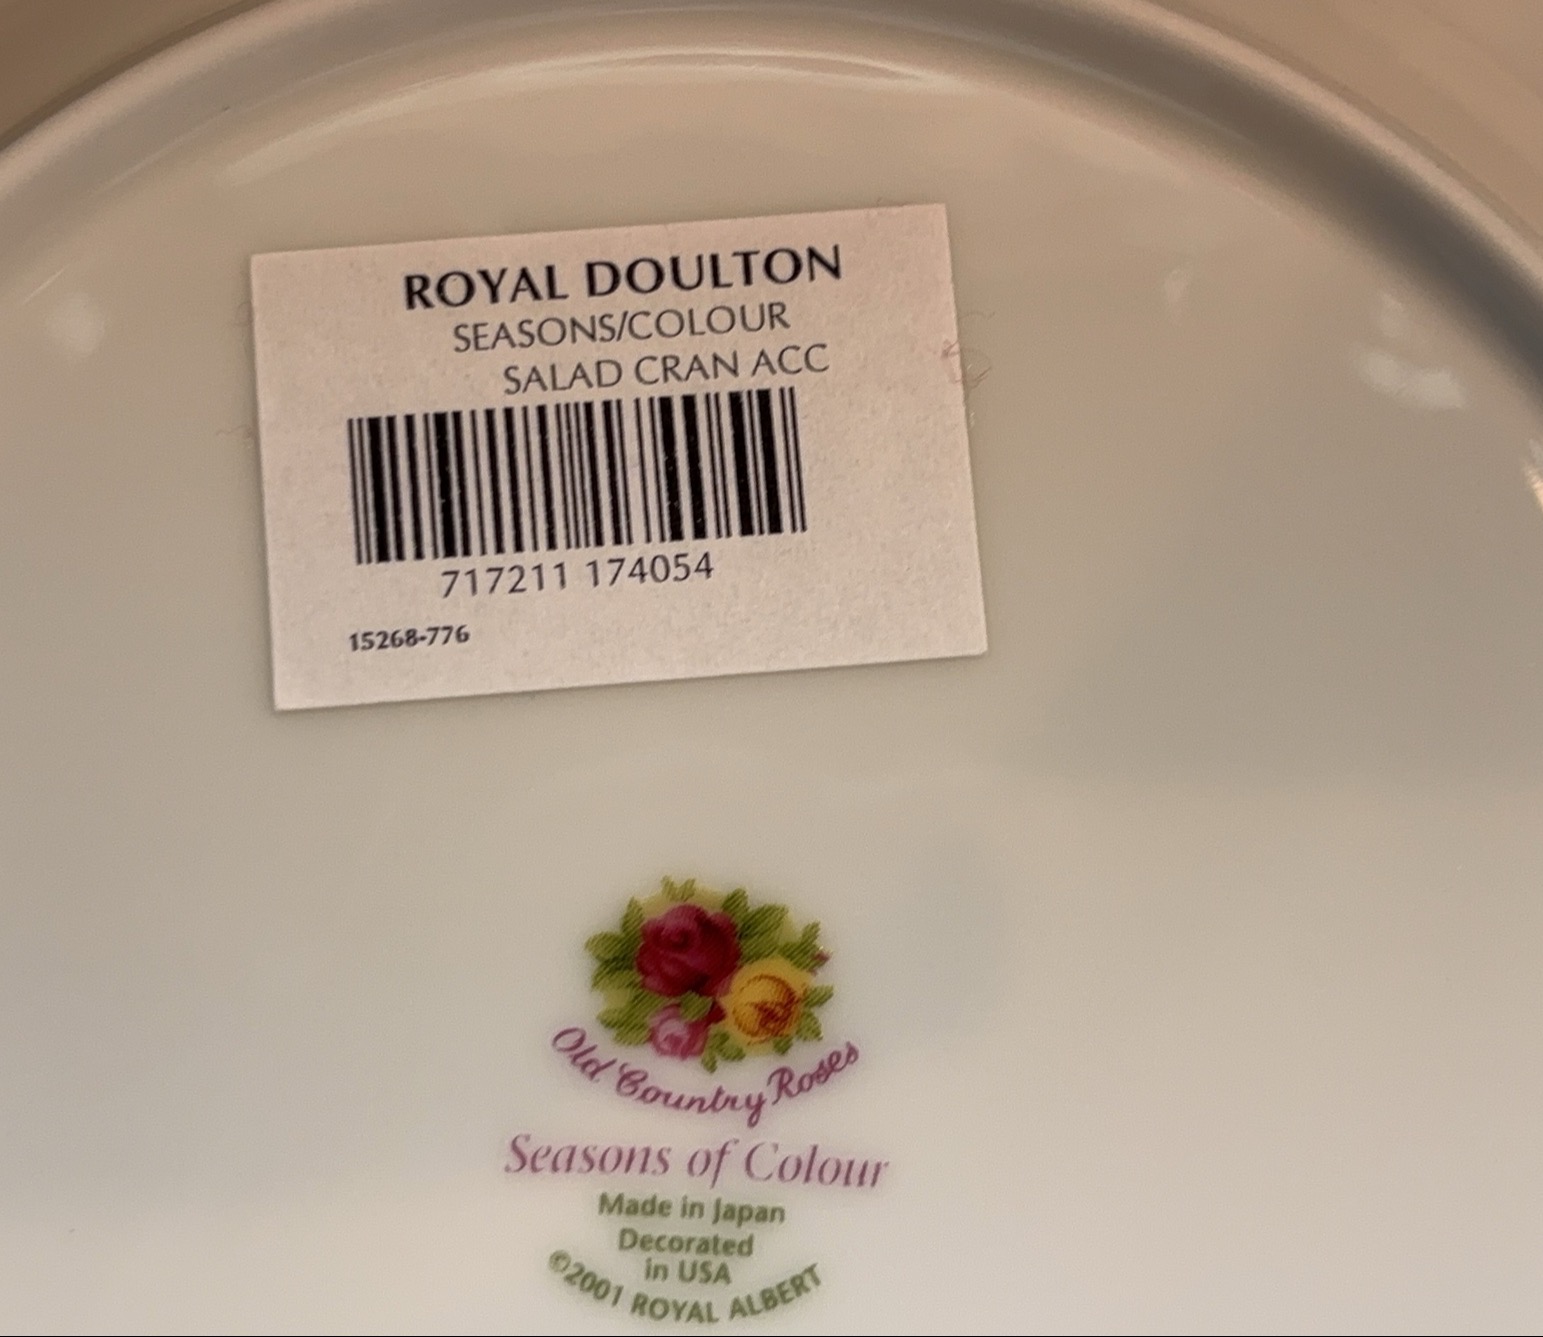 ROYAL DOULTON
SEASONS/COLOUR
SALAD CRAN ACC
717211 174054
15268-776
Old Country Roses
Seasons of Colour
Made in Japan
Decorated
in USA
©2001 ROYAL ALBERT